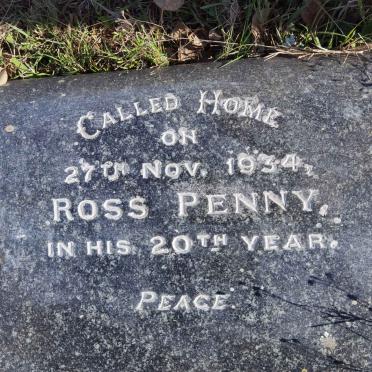 CALLED HOME
ON
27TH NOV. 1934,
ROSS PENNY,
IN HIS 20TH YEAR.
PEACE.